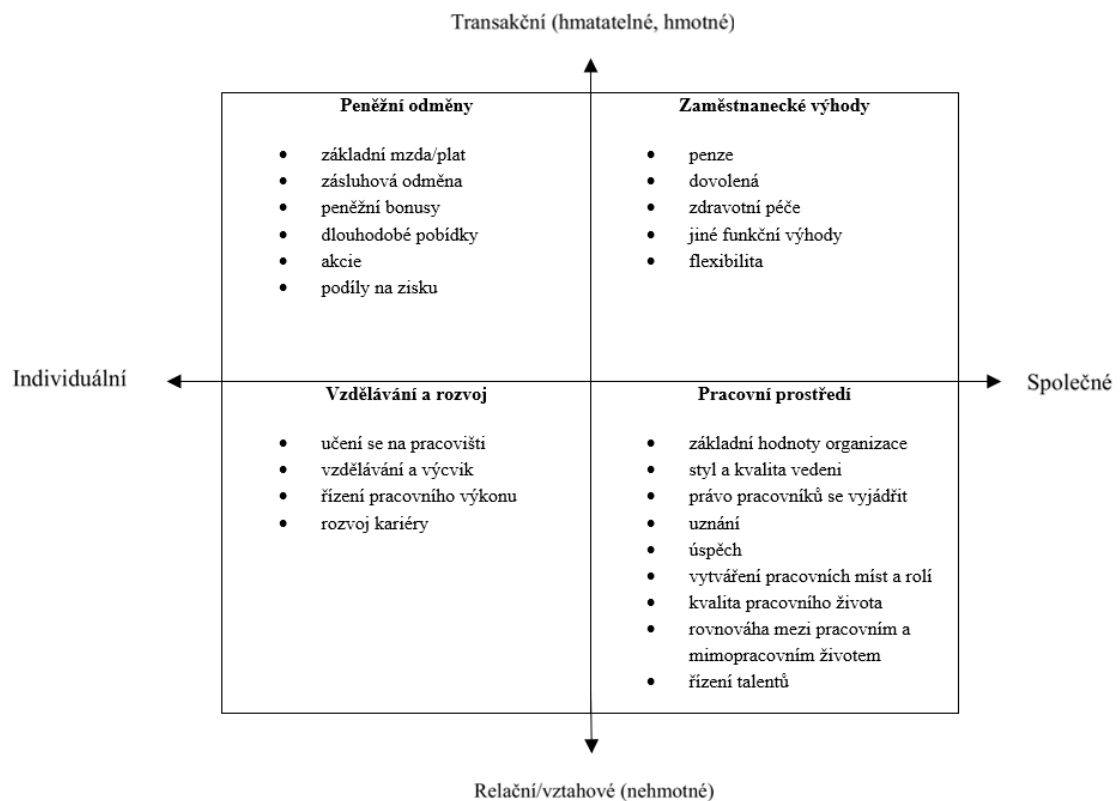 Transakční (hmatatelné, hmotné)
Peněžní odměny
• základní mzda/plat
• zásluhová odměna
• peněžní bonusy
• dlouhodobé pobídky
• akcie
• podíly na zisku
Zaměstnanecké výhody
• penze
• dovolená
• zdravotní péče
• jiné funkční výhody
• flexibilita
Individuální
Společné
Vzdělávání a rozvoj
• učení se na pracovišti
• vzdělávání a výcvik
• řízení pracovního výkonu
• rozvoj kariéry
Pracovní prostředí
• základní hodnoty organizace
• styl a kvalita vedeni
• právo pracovníků se vyjádřit
• uznání
• úspěch
• vytváření pracovních míst a rolí
• kvalita pracovního života
• rovnováha mezi pracovním a
mimopracovním životem
• řízení talentů
Relační/vztahové (nehmotné)